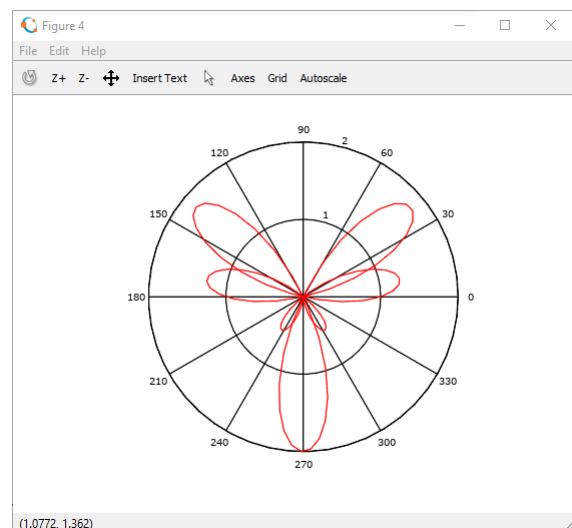 Figure 4
File Edit Help
Z+ Z- Insert Text Axes Grid Autoscale
90
120 2 60
150 1 30
180 0
210 330
240 300
270
(1.0772, 1.362)